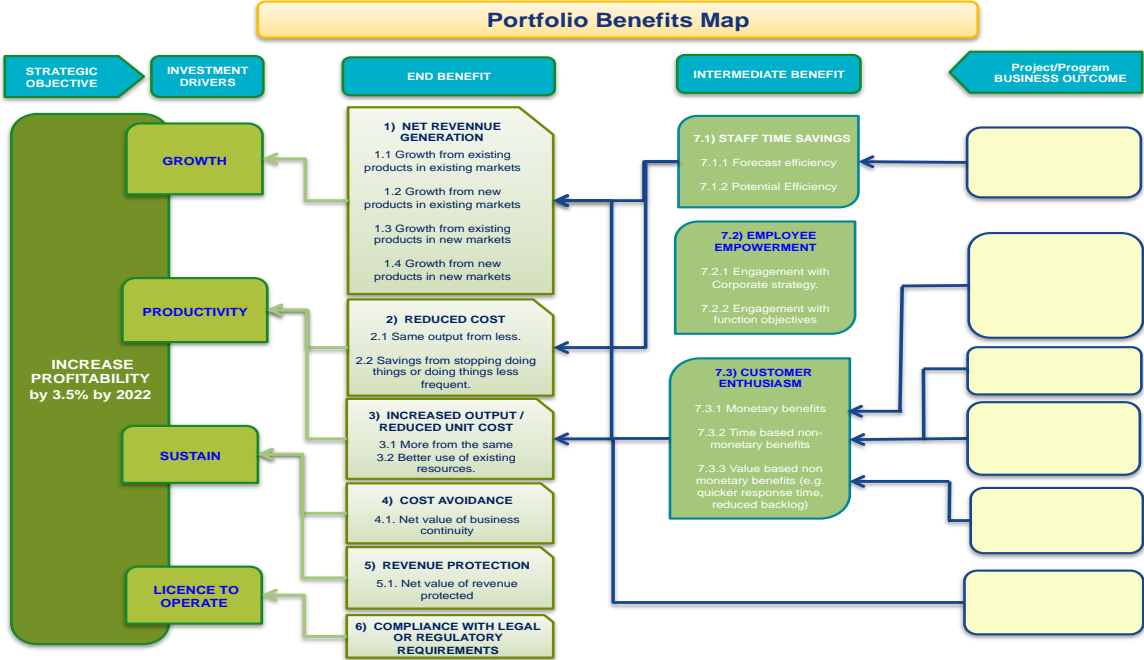 Portfolio Benefits Map
STRATEGIC
OBJECTIVE
INVESTMENT
DRIVERS
END BENEFIT
INTERMEDIATE BENEFIT
Project/Program
BUSINESS OUTCOME
INCREASE
PROFITABILITY
by 3.5% by 2022
GROWTH
PRODUCTIVITY
SUSTAIN
LICENCE TO
OPERATE
1) NET REVENNUE
GENERATION
1.1 Growth from existing
products in existing markets
1.2 Growth from new
products in existing markets
1.3 Growth from existing
products in new markets
1.4 Growth from new
products in new markets
2) REDUCED COST
2.1 Same output from less.
2.2 Savings from stopping doing
things or doing things less
frequent.
3) INCREASED OUTPUT /
REDUCED UNIT COST
3.1 More from the same
3.2 Better use of existing
resources.
4) COST AVOIDANCE
4.1. Net value of business
continuity
5) REVENUE PROTECTION
5.1. Net value of revenue
protected
6) COMPLIANCE WITH LEGAL
OR REGULATORY
REQUIREMENTS
7.1) STAFF TIME SAVINGS
7.1.1 Forecast efficiency
7.1.2 Potential Efficiency
7.2) EMPLOYEE
EMPOWERMENT
7.2.1 Engagement with
Corporate strategy.
7.2.2 Engagement with
function objectives
7.3) CUSTOMER
ENTHUSIASM
7.3.1 Monetary benefits
7.3.2 Time based non-
monetary benefits
7.3.3 Value based non
monetary benefits (e.g.
quicker response time,
reduced backlog)